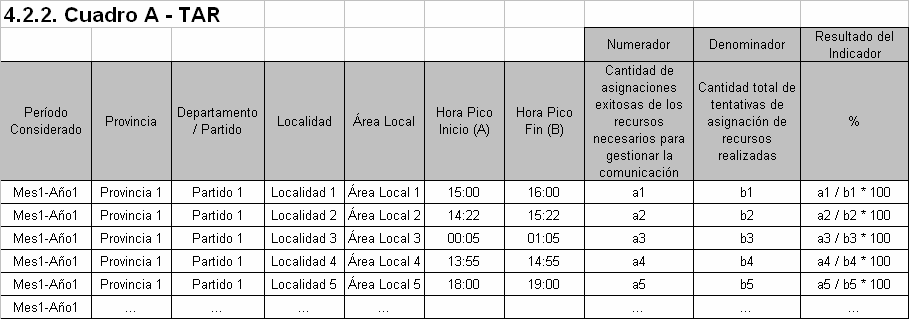 4.2.2. Cuadro A - TAR
Numerador Denominador Resultado del Indicador
Período Considerado Provincia Departamento / Partido Localidad Área Local Hora Pico Inicio (A) Hora Pico Fin (B) Cantidad de asignaciones exitosas de los recursos necesarios para gestionar la comunicación Cantidad total de tentativas de asignación de recursos realizadas %
Mes1-Año1 Provincia 1 Partido 1 Localidad 1 Área Local 1 15:00 16:00 a1 b1 a1 / b1 * 100
Mes1-Año1 Provincia 1 Partido 1 Localidad 2 Área Local 2 14:22 15:22 a2 b2 a2 / b2 * 100
Mes1-Año1 Provincia 1 Partido 1 Localidad 3 Área Local 3 00:05 01:05 a3 b3 a3 / b3 * 100
Mes1-Año1 Provincia 1 Partido 1 Localidad 4 Área Local 4 13:55 14:55 a4 b4 a4 / b4 * 100
Mes1-Año1 Provincia 1 Partido 1 Localidad 5 Área Local 5 18:00 19:00 a5 b5 a5 / b5 * 100
Mes1-Año1 ... ... ... ... ... ... ...